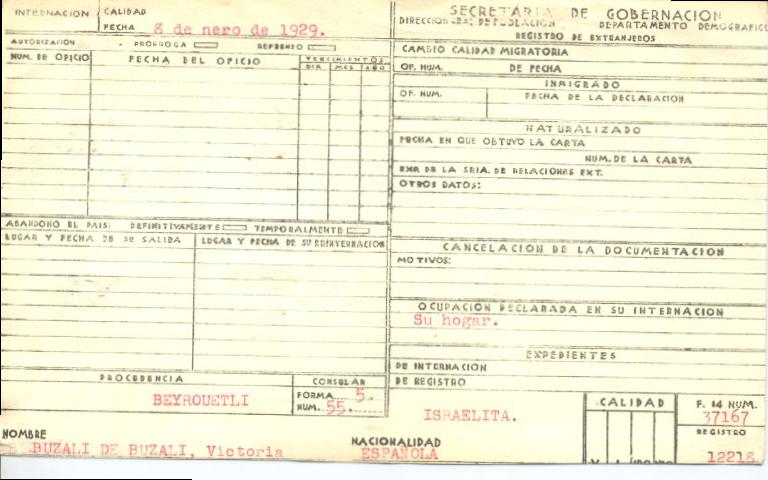 INTERNACION CALIDAD
FECHA 8 de nero de 1929.
AUTORIZACION PRORROGA REFRENDO
NUM. DE OFICIO FECHA DEL OFICIO VENCIMIENTOS
DIA MES AÑO
ABANDONO EL PAIS: DEFINITIVAMENTE TEMPORALMENTE
LUGAR Y FECHA DE SU SALIDA LUGAR Y FECHA DE SU REINTERNACION
PROCEDENCIA CONSULAR
BEYROUETLI FORMA 5
NUM. 55.
SECRETARIA DE GOBERNACION
DIRECCION GRAL. DE POBLACION DEPARTAMENTO DEMOGRAFICO
REGISTRO DE EXTRANJEROS
CAMBIO CALIDAD MIGRATORIA
OF. NUM. DE FECHA
INMIGRADO
OF. NUM. FECHA DE LA DECLARACION
NATURALIZADO
FECHA EN QUE OBTUVO LA CARTA
NUM. DE LA CARTA
EXP. DE LA SRIA. DE RELACIONES EXT.
OTROS DATOS:
CANCELACION DE LA DOCUMENTACION
MOTIVOS:
OCUPACION DECLARADA EN SU INTERNACION
Su hogar.
EXPEDIENTES
DE INTERNACION
DE REGISTRO
ISRAELITA.
CALIDAD F. 14 NUM.
37167
REGISTRO
12218
NOMBRE NACIONALIDAD
BUZALI DE BUZALI, Victoria ESPAÑOLA